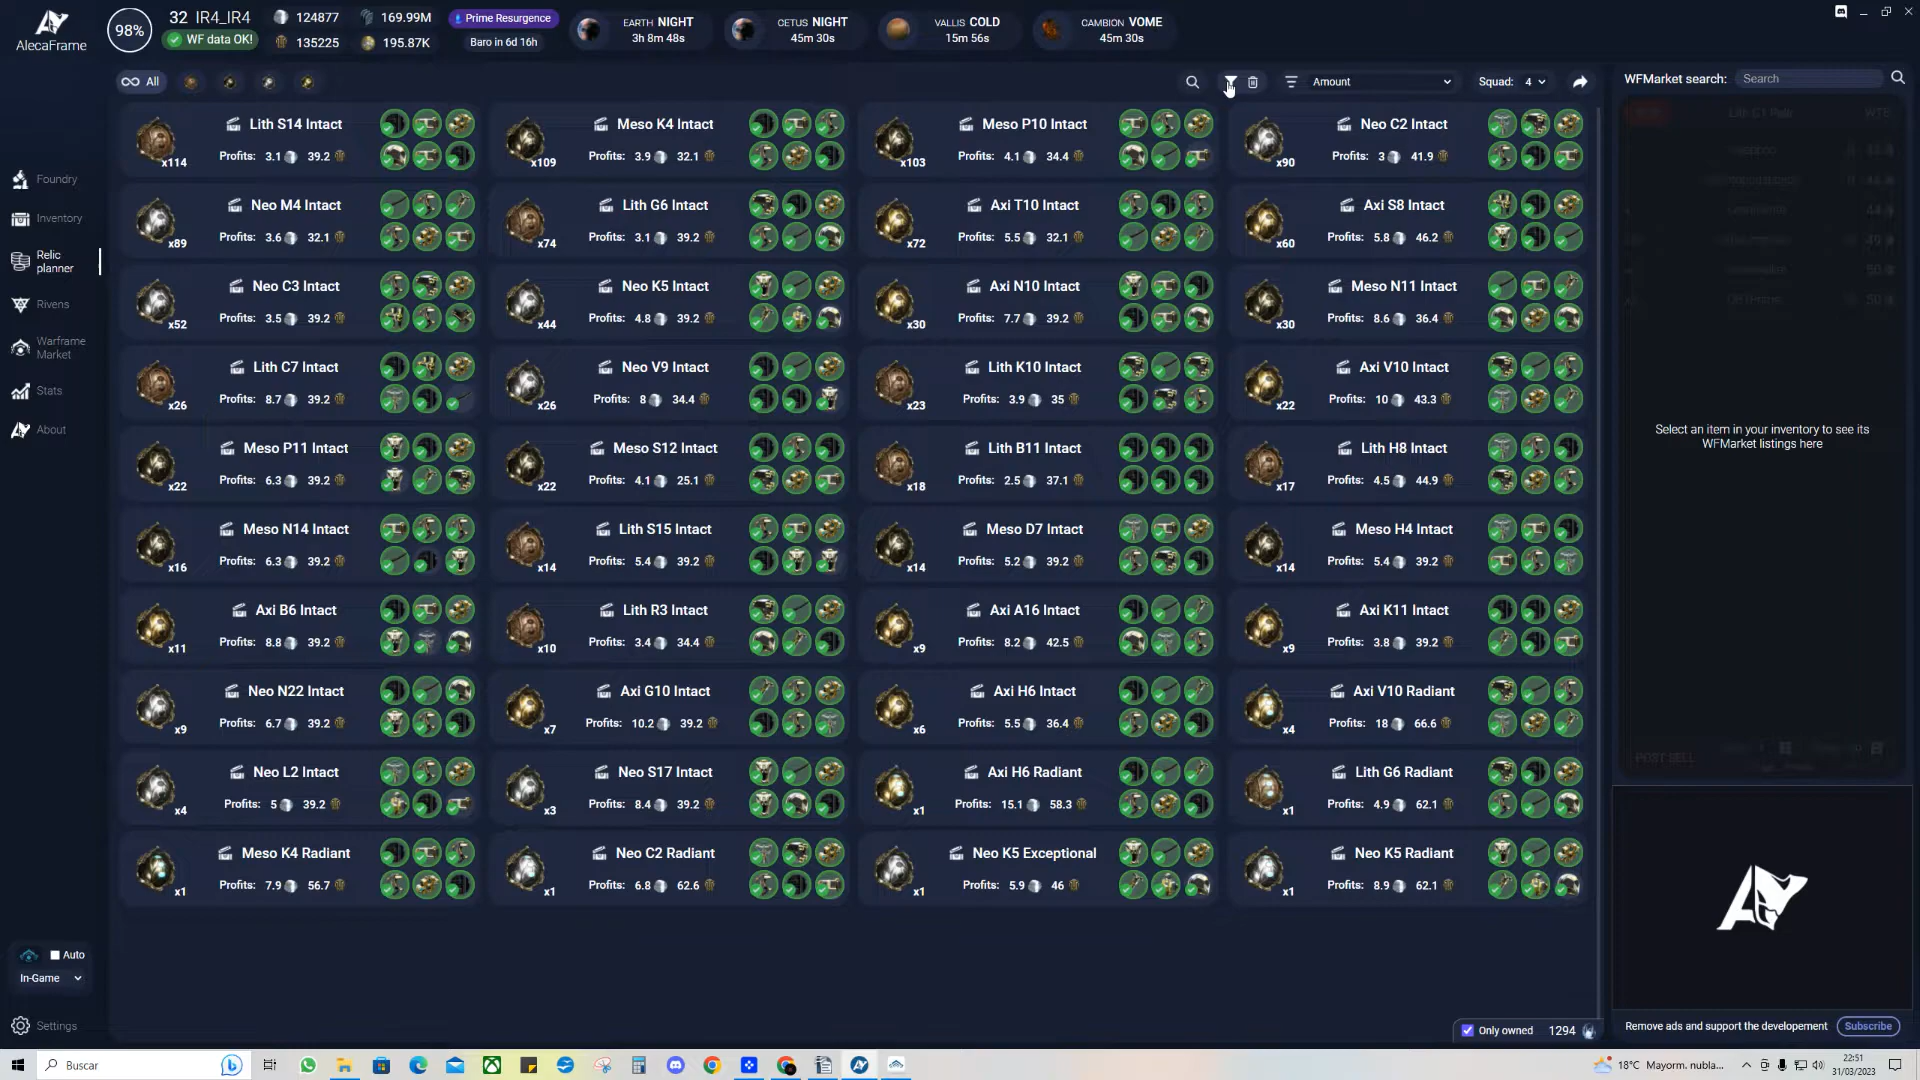 AlecaFrame
98%
32 IR4_IR4
WF data OK!
124877
135225
169.99M
195.87K
Prime Resurgence
Baro in 6d 16h
EARTH NIGHT
3h 8m 48s
CETUS NIGHT
45m 30s
VALLIS COLD
15m 56s
CAMBION VOME
45m 30s
All
Amount
Squad: 4
WFMarket search:
Search
Foundry
Inventory
Relic planner
Rivens
Warframe Market
Stats
About
Auto
In-Game
Settings
Lith S14 Intact
x114 Profits: 3.1 39.2
Meso K4 Intact
x109 Profits: 3.9 32.1
Meso P10 Intact
x103 Profits: 4.1 34.4
Neo C2 Intact
x90 Profits: 3 41.9
Neo M4 Intact
x89 Profits: 3.6 32.1
Lith G6 Intact
x74 Profits: 3.1 39.2
Axi T10 Intact
x72 Profits: 5.5 32.1
Axi S8 Intact
x60 Profits: 5.8 46.2
Neo C3 Intact
x52 Profits: 3.5 39.2
Neo K5 Intact
x44 Profits: 4.8 39.2
Axi N10 Intact
x30 Profits: 7.7 39.2
Meso N11 Intact
x30 Profits: 8.6 36.4
Lith C7 Intact
x26 Profits: 8.7 39.2
Neo V9 Intact
x26 Profits: 8 34.4
Lith K10 Intact
x23 Profits: 3.9 35
Axi V10 Intact
x22 Profits: 10 43.3
Meso P11 Intact
x22 Profits: 6.3 39.2
Meso S12 Intact
x22 Profits: 4.1 25.1
Lith B11 Intact
x18 Profits: 2.5 37.1
Lith H8 Intact
x17 Profits: 4.5 44.9
Meso N14 Intact
x16 Profits: 6.3 39.2
Lith S15 Intact
x14 Profits: 5.4 39.2
Meso D7 Intact
x14 Profits: 5.2 39.2
Meso H4 Intact
x14 Profits: 5.4 39.2
Axi B6 Intact
x11 Profits: 8.8 39.2
Lith R3 Intact
x10 Profits: 3.4 34.4
Axi A16 Intact
x9 Profits: 8.2 42.5
Axi K11 Intact
x9 Profits: 3.8 39.2
Neo N22 Intact
x9 Profits: 6.7 39.2
Axi G10 Intact
x7 Profits: 10.2 39.2
Axi H6 Intact
x6 Profits: 5.5 36.4
Axi V10 Radiant
x4 Profits: 18 66.6
Neo L2 Intact
x4 Profits: 5 39.2
Neo S17 Intact
x3 Profits: 8.4 39.2
Axi H6 Radiant
x1 Profits: 15.1 58.3
Lith G6 Radiant
x1 Profits: 4.9 62.1
Meso K4 Radiant
x1 Profits: 7.9 56.7
Neo C2 Radiant
x1 Profits: 6.8 62.6
Neo K5 Exceptional
x1 Profits: 5.9 46
Neo K5 Radiant
x1 Profits: 8.9 62.1
Only owned 1294
Select an item in your inventory to see its
WFMarket listings here
POST SELL
Remove ads and support the developement
Subscribe
Buscar
18°C Mayorm. nubla...
22:51
31/03/2023